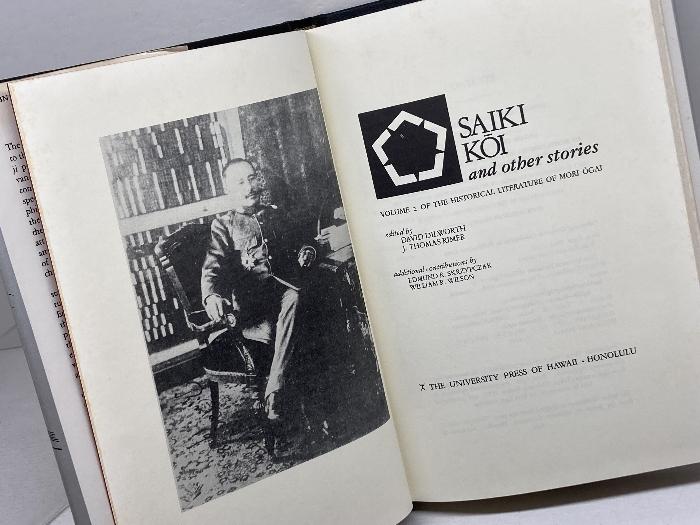 SAIKI
KŌI
and other stories
VOLUME 2 OF THE HISTORICAL LITERATURE OF MORI ŌGAI
edited by
DAVID DILWORTH
J. THOMAS RIMER
additional contributions by
EDMUND R. SKRZYPCZAK
WILLIAM R. WILSON
THE UNIVERSITY PRESS OF HAWAII • HONOLULU